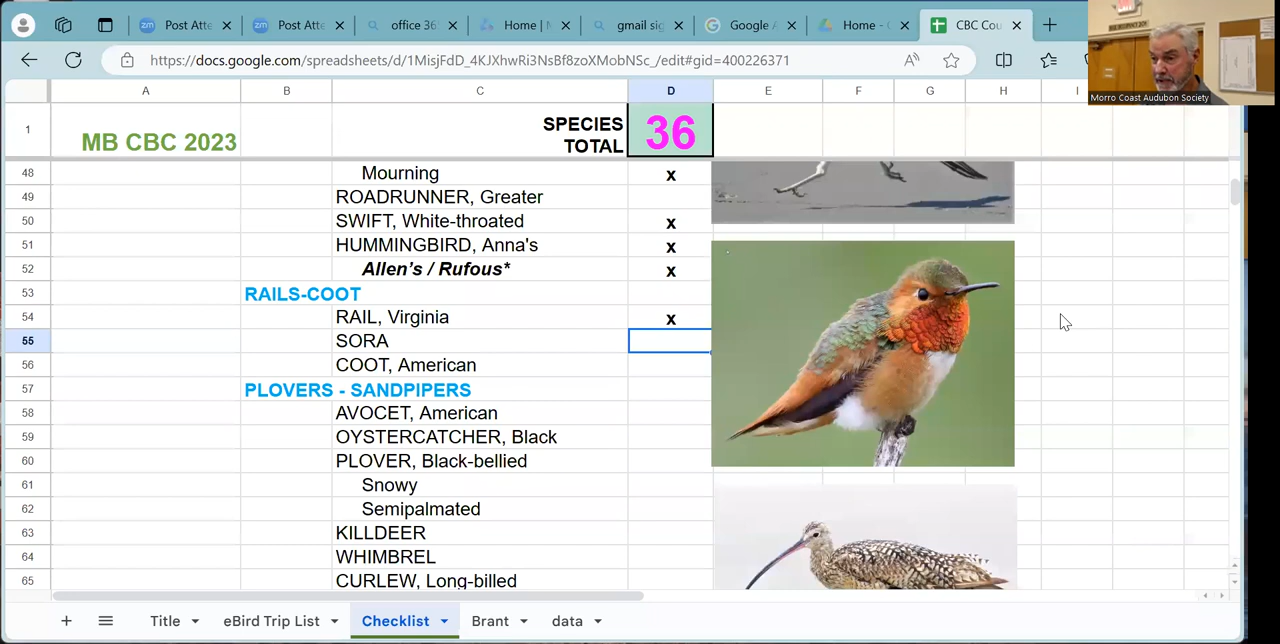 Post Atte
Post Atte
office 36
Home |
gmail sig
Google
Home -
CBC Cou
https://docs.google.com/spreadsheets/d/1MisjFdD_4KJXhwRi3NsBf8zoXMobNSc_/edit#gid=400226371
Morro Coast Audubon Society
A B C D E F G H I
1 MB CBC 2023 SPECIES TOTAL 36
48 Mourning x
49 ROADRUNNER, Greater
50 SWIFT, White-throated x
51 HUMMINGBIRD, Anna's x
52 Allen’s / Rufous* x
53 RAILS-COOT
54 RAIL, Virginia x
55 SORA
56 COOT, American
57 PLOVERS - SANDPIPERS
58 AVOCET, American
59 OYSTERCATCHER, Black
60 PLOVER, Black-bellied
61 Snowy
62 Semipalmated
63 KILLDEER
64 WHIMBREL
65 CURLEW, Long-billed
Title eBird Trip List Checklist Brant data